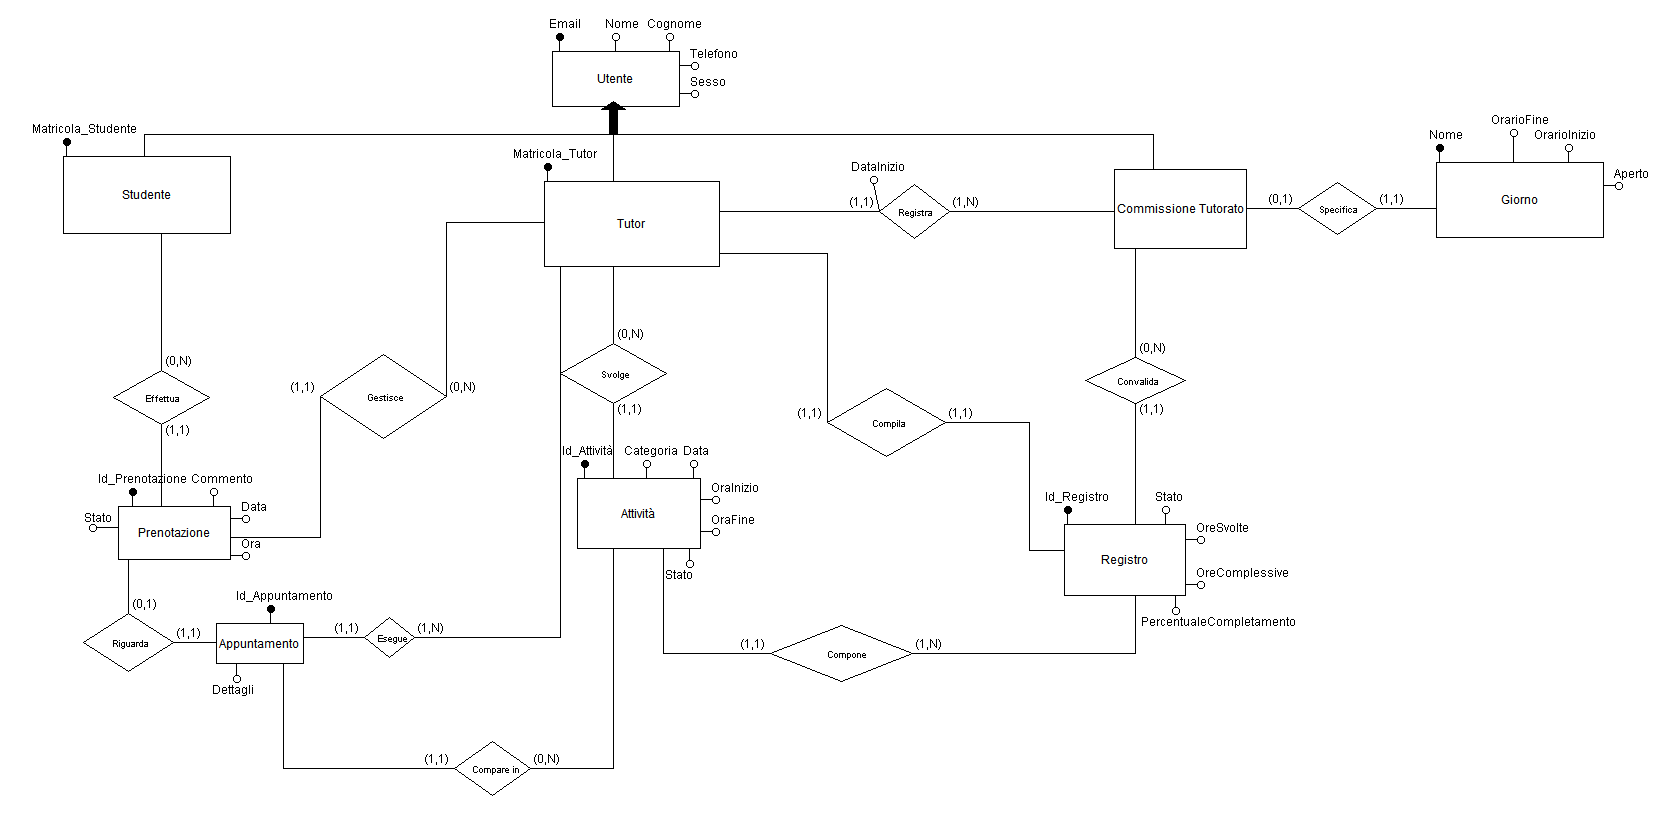 Email
Nome
Cognome
Telefono
Utente
Sesso
OrarioFine
Matricola_Studente
Nome
OrarioInizio
Matricola_Tutor
DataInizio
Aperto
Studente
(1,1)
(1,N)
(0,1)
(1,1)
Giorno
Commissione Tutorato
Specifica
Registra
Tutor
(0,N)
(0,N)
(0,N)
Svolge
Convalida
(1,1)
(0,N)
Effettua
Gestisce
(1,1)
(1,1)
(1,1)
(1,1)
Compila
(1,1)
Id_Attività
Categoria
Data
Id_Prenotazione
Commento
OraInizio
Id_Registro
Stato
Data
Stato
Attività
OraFine
Prenotazione
OreSvolte
Ora
Registro
Stato
OreComplessive
Id_Appuntamento
(0,1)
PercentualeCompletamento
(1,1)
(1,1)
(1,N)
Riguarda
Appuntamento
Esegue
(1,1)
(1,N)
Compone
Dettagli
(1,1)
(0,N)
Compare in